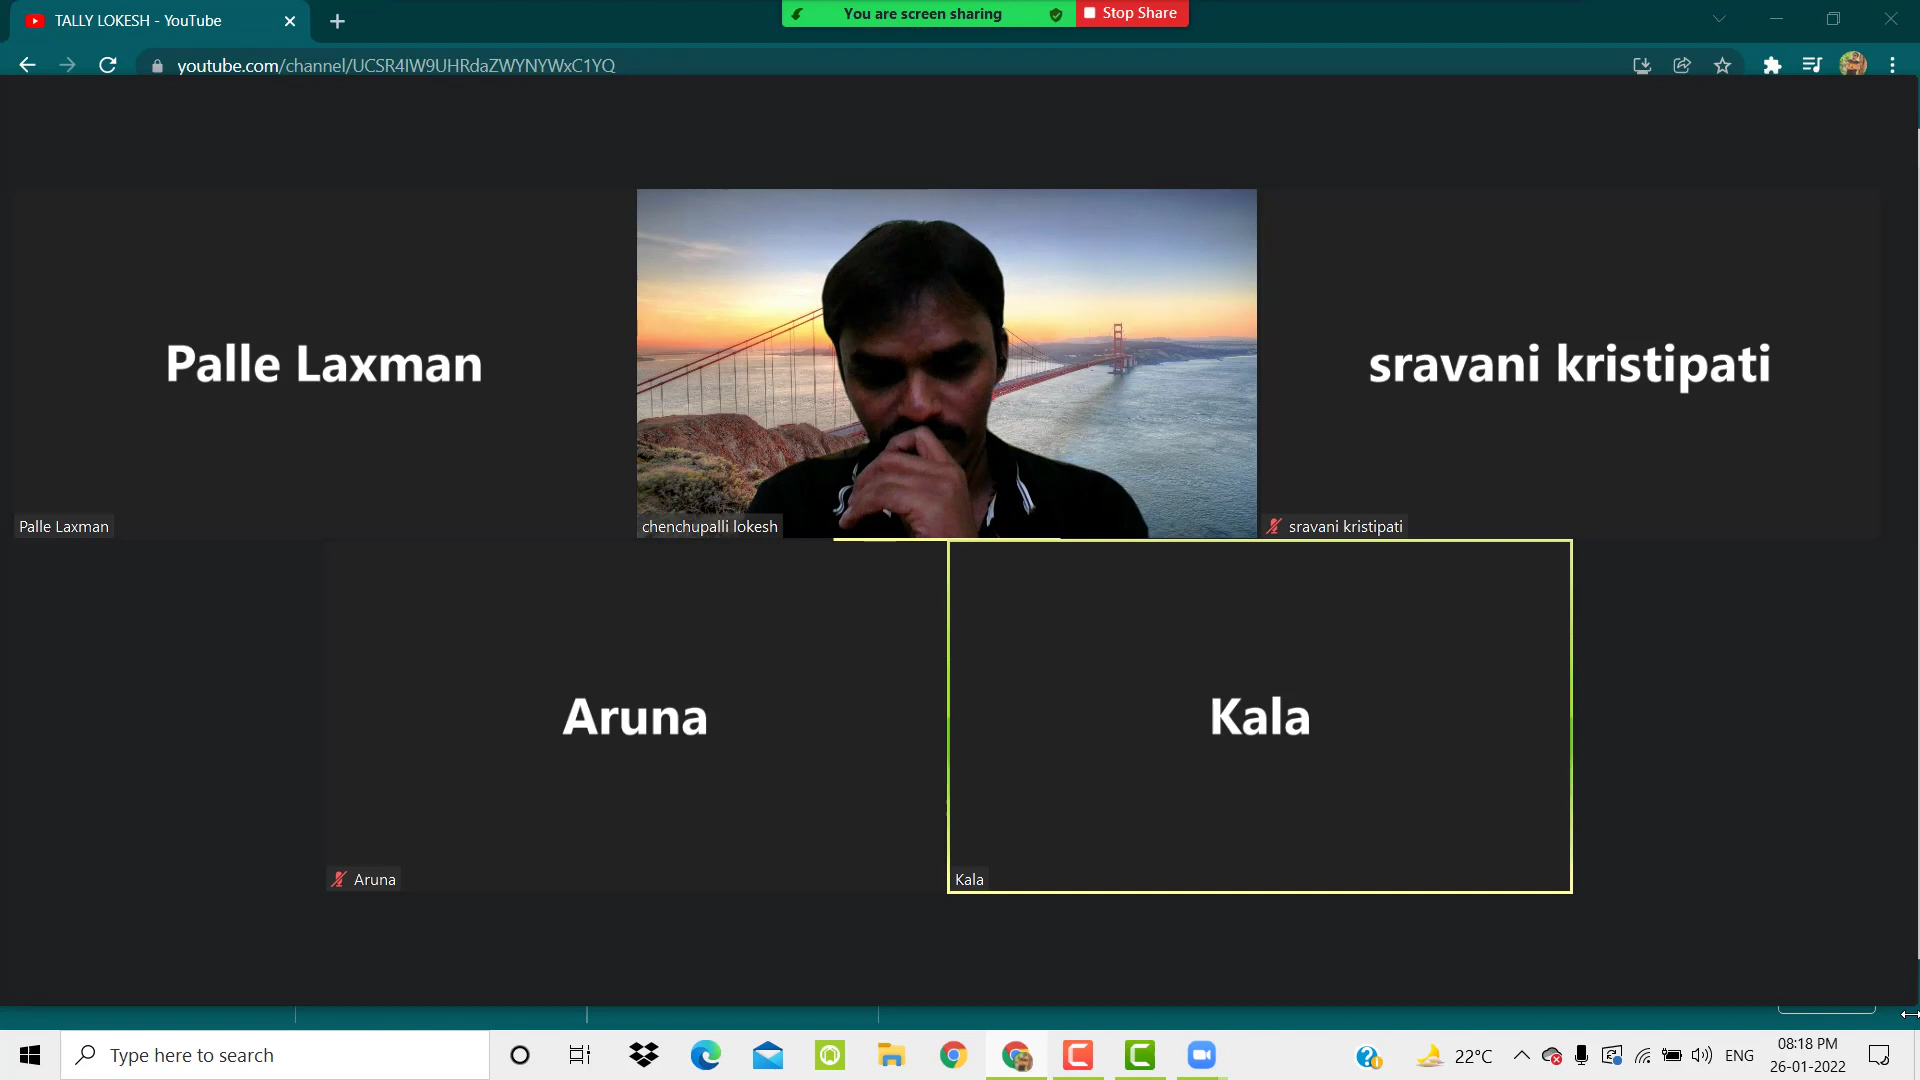 TALLY LOKESH - YouTube
You are screen sharing
Stop Share
youtube.com/channel/UCSR4IW9UHRdaZWYNYWxC1YQ
Palle Laxman
sravani kristipati
Palle Laxman
chenchupalli lokesh
sravani kristipati
Aruna
Kala
Aruna
Kala
Type here to search
22°C
ENG
08:18 PM
26-01-2022